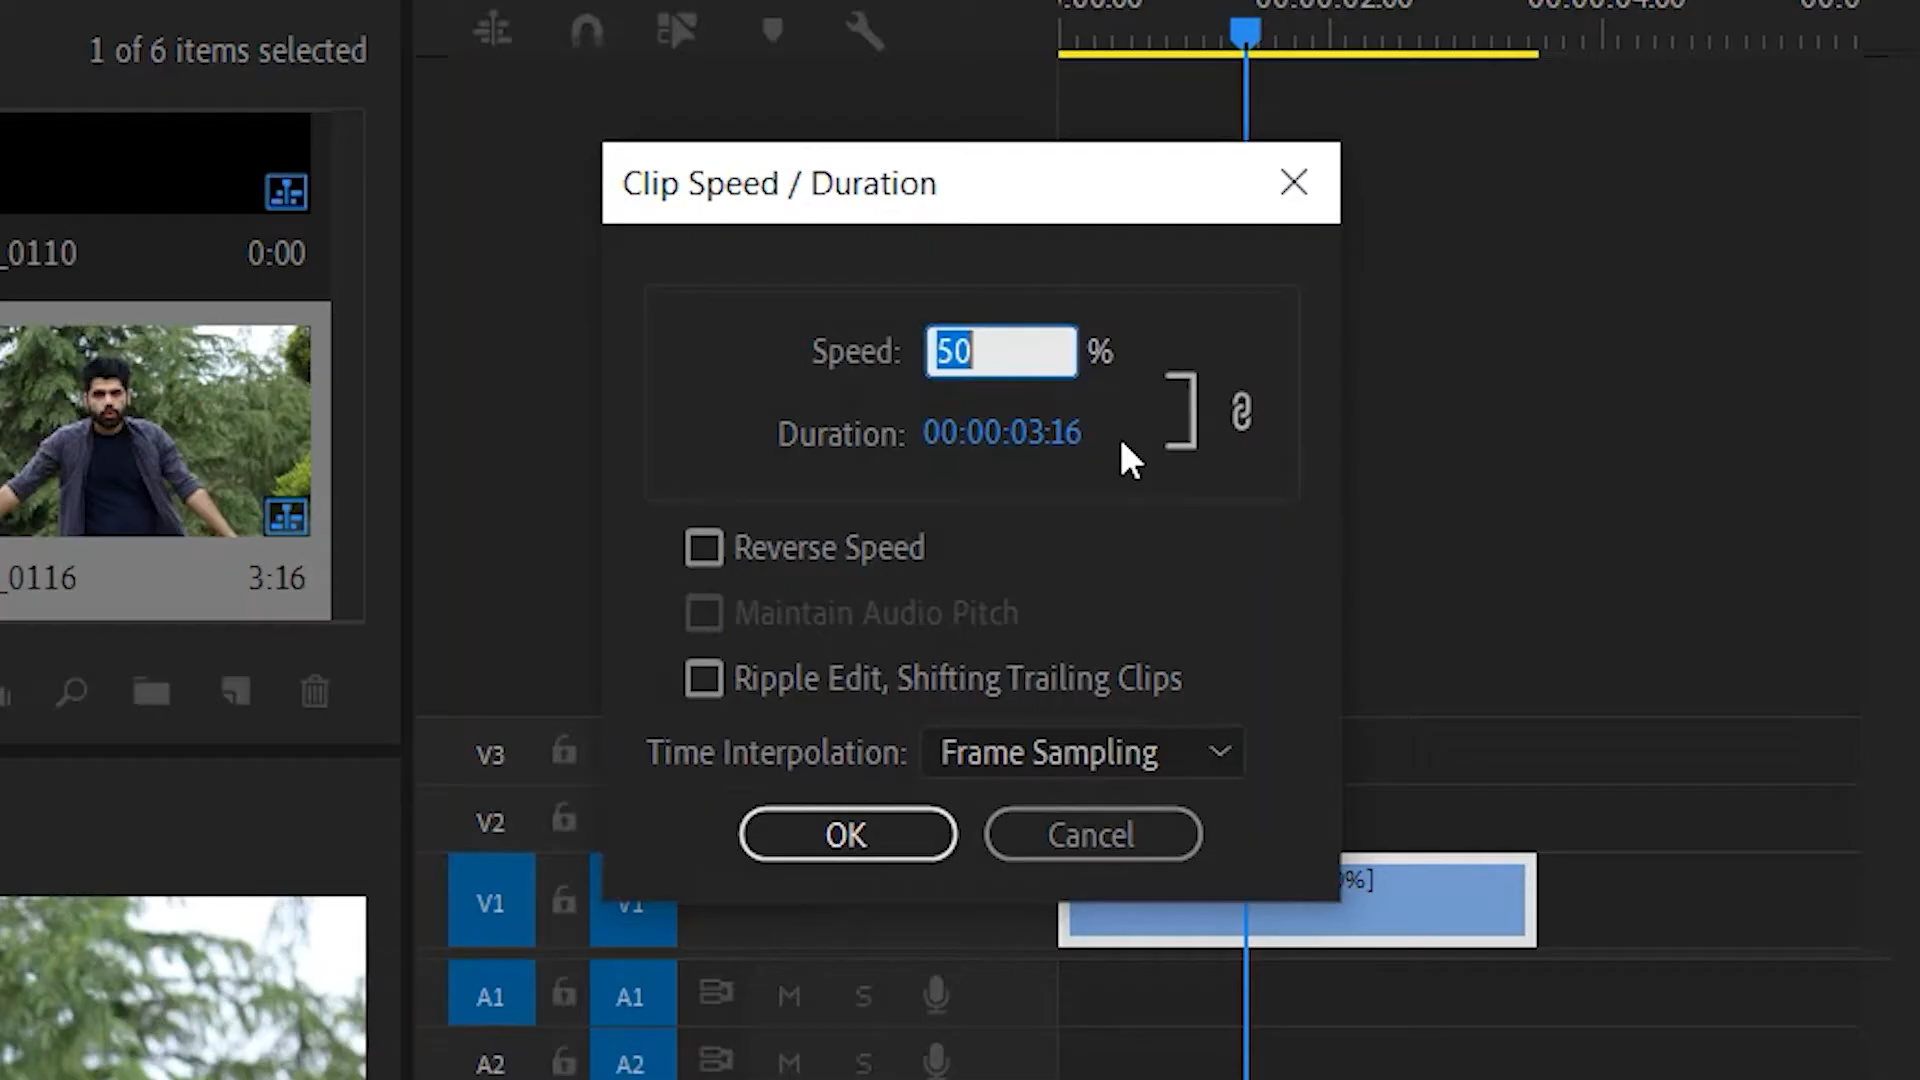 1 of 6 items selected
_0110 0:00
_0116 3:16
Clip Speed / Duration
Speed: 50 %
Duration: 00:00:03:16
Reverse Speed
Maintain Audio Pitch
Ripple Edit, Shifting Trailing Clips
Time Interpolation: Frame Sampling
OK Cancel
V3
V2
V1 V1 %]
A1 A1 M S
A2 A2 M S